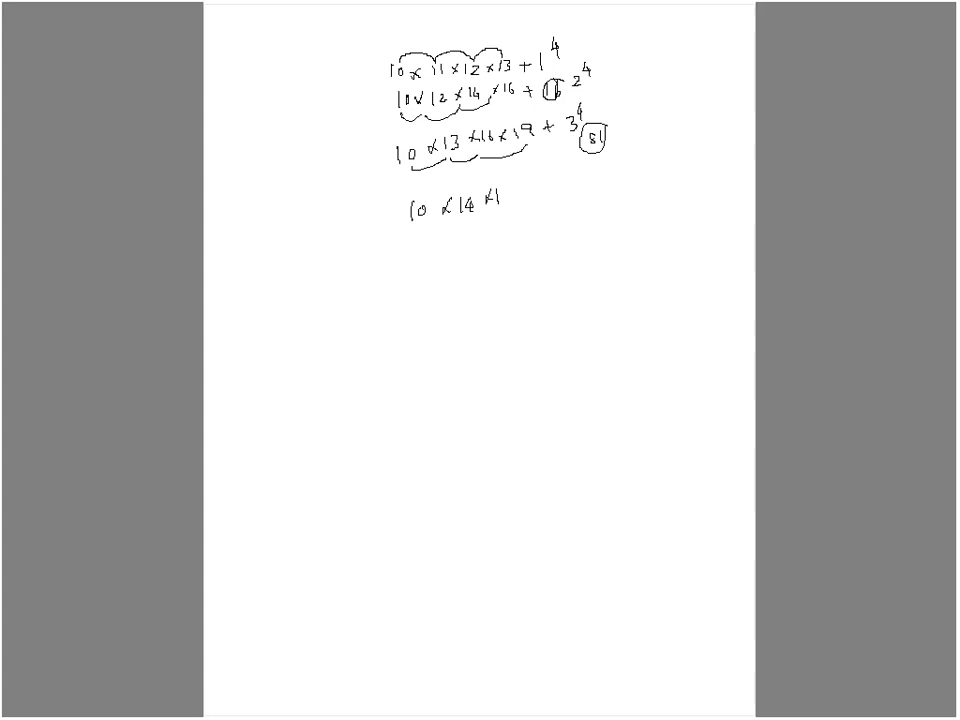 10 × 11 × 12 × 13 + 1⁴
10 × 12 × 14 × 16 + 16 2⁴
10 × 13 × 16 × 19 + 3⁴ 81
10 × 14 × 1